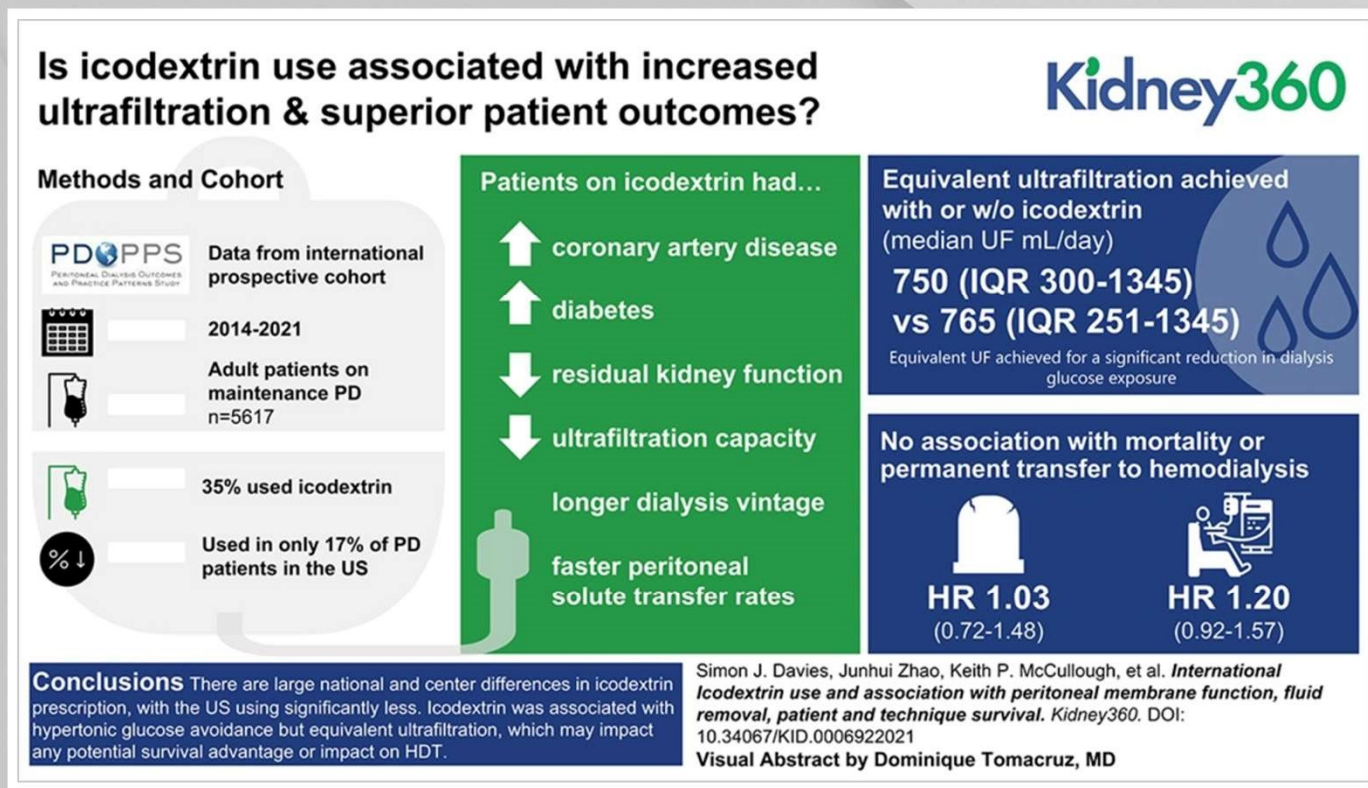 Is icodextrin use associated with increased
ultrafiltration & superior patient outcomes?
Kidney360
Methods and Cohort
PDOPPS
PERITONEAL DIALYSIS OUTCOMES
AND PRACTICE PATTERNS STUDY
Data from international
prospective cohort
2014-2021
Adult patients on
maintenance PD
n=5617
35% used icodextrin
% ↓
Used in only 17% of PD
patients in the US
Patients on icodextrin had...
coronary artery disease
diabetes
residual kidney function
ultrafiltration capacity
longer dialysis vintage
faster peritoneal
solute transfer rates
Equivalent ultrafiltration achieved
with or w/o icodextrin
(median UF mL/day)
750 (IQR 300-1345)
vs 765 (IQR 251-1345)
Equivalent UF achieved for a significant reduction in dialysis
glucose exposure
No association with mortality or
permanent transfer to hemodialysis
HR 1.03
(0.72-1.48)
HR 1.20
(0.92-1.57)
Conclusions There are large national and center differences in icodextrin
prescription, with the US using significantly less. Icodextrin was associated with
hypertonic glucose avoidance but equivalent ultrafiltration, which may impact
any potential survival advantage or impact on HDT.
Simon J. Davies, Junhui Zhao, Keith P. McCullough, et al. International
Icodextrin use and association with peritoneal membrane function, fluid
removal, patient and technique survival. Kidney360. DOI:
10.34067/KID.0006922021
Visual Abstract by Dominique Tomacruz, MD